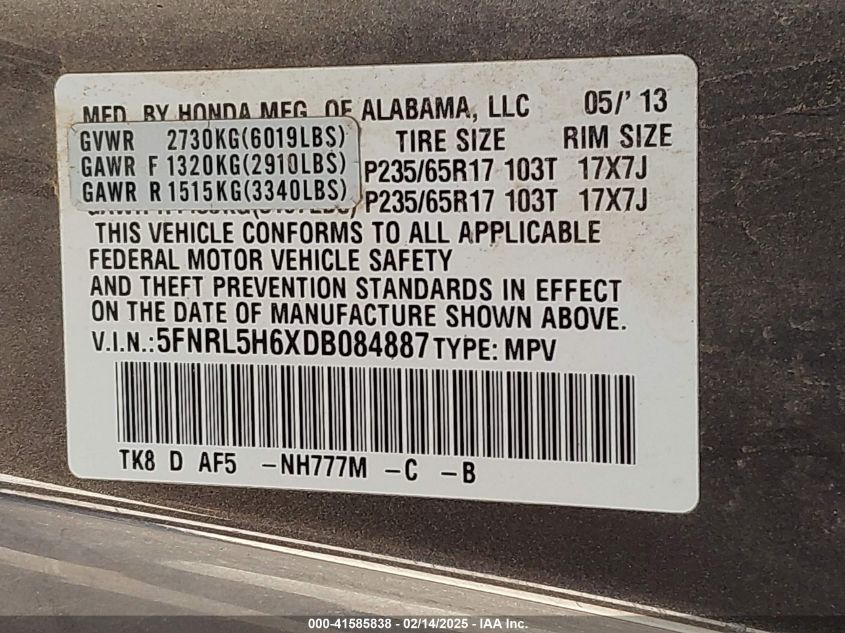 MFD. BY HONDA MFG. OF ALABAMA, LLC 05/' 13
GVWR 2730KG(6019LBS) TIRE SIZE RIM SIZE
GAWR F 1320KG(2910LBS) P235/65R17 103T 17X7J
GAWR R 1515KG(3340LBS) P235/65R17 103T 17X7J
THIS VEHICLE CONFORMS TO ALL APPLICABLE
FEDERAL MOTOR VEHICLE SAFETY
AND THEFT PREVENTION STANDARDS IN EFFECT
ON THE DATE OF MANUFACTURE SHOWN ABOVE.
V.I.N.:5FNRL5H6XDB084887 TYPE: MPV
TK8 D AF5 -NH777M -C -B
000-41585838 - 02/14/2025 - IAA Inc.